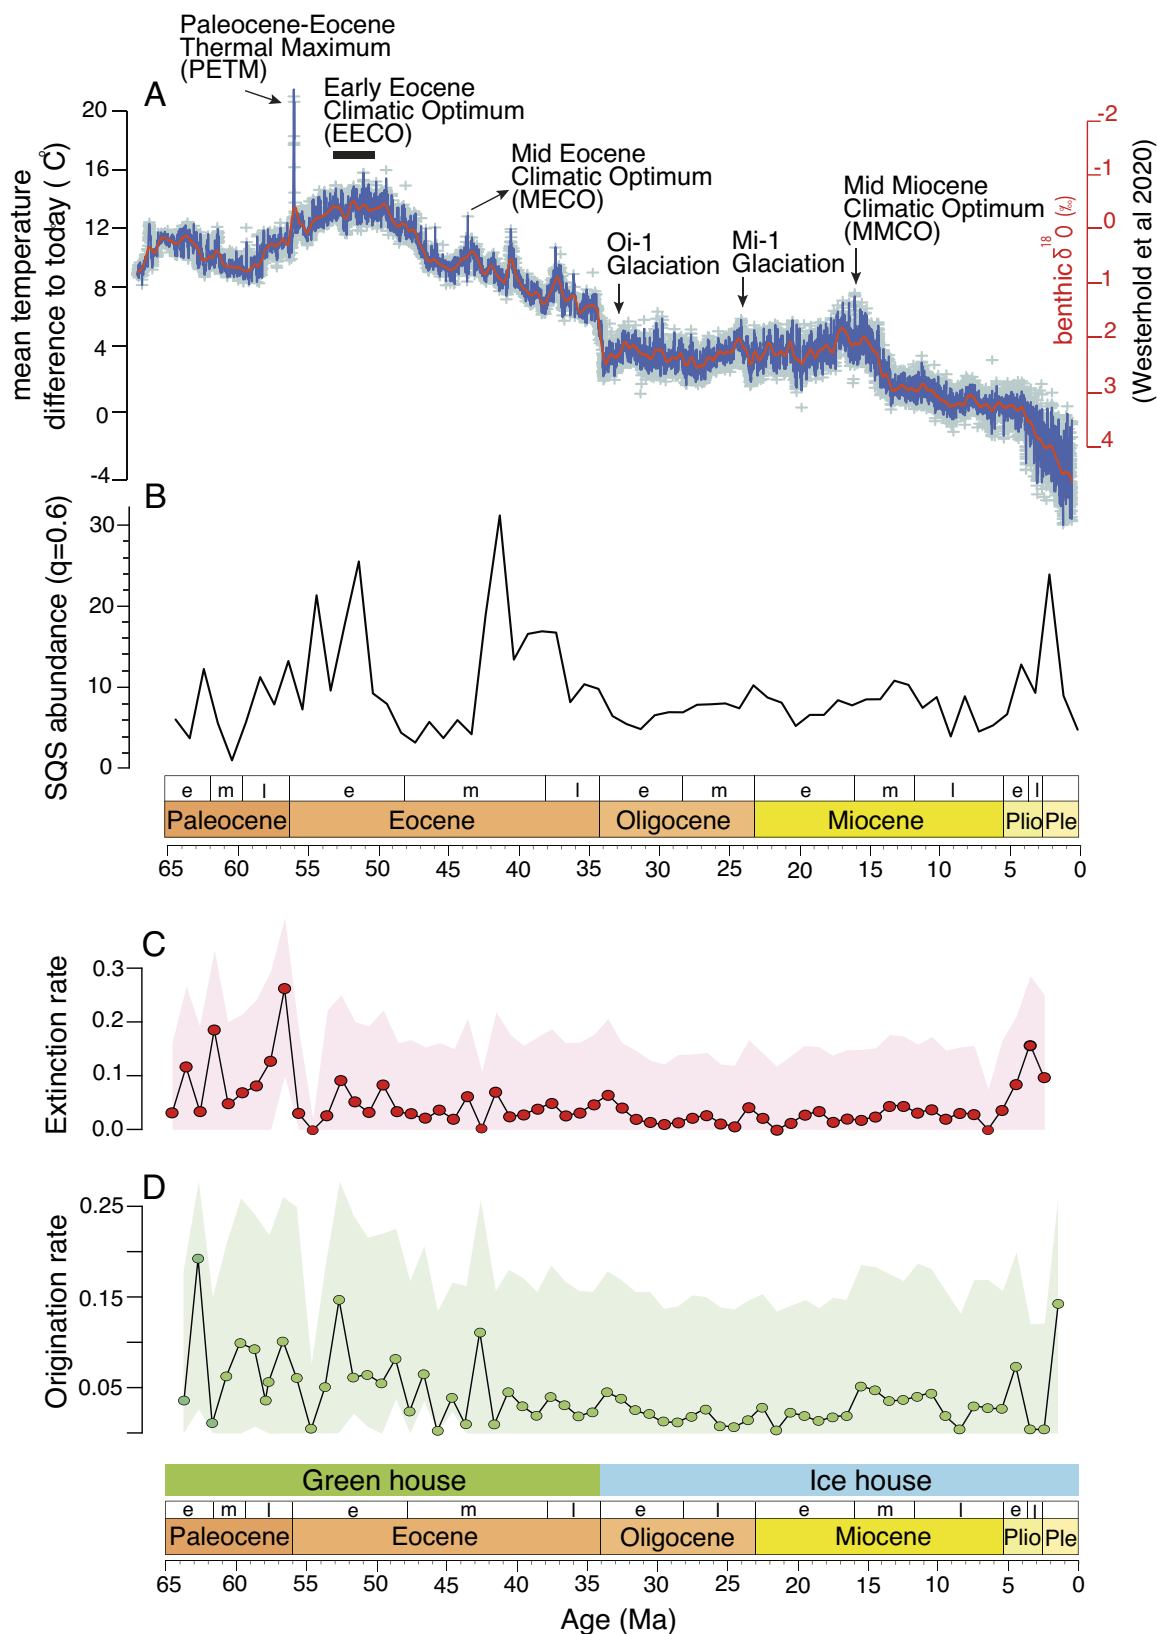 Paleocene-Eocene
Thermal Maximum
(PETM)
A
Early Eocene
Climatic Optimum
(EECO)
Mid Eocene
Climatic Optimum
(MECO)
Oi-1
Glaciation
Mi-1
Glaciation
Mid Miocene
Climatic Optimum
(MMCO)
mean temperature
difference to today ( C°)
20
16
12
8
4
0
-4
-2
-1
0
1
2
3
4
benthic δ18 O (‰)
(Westerhold et al 2020)
B
SQS abundance (q=0.6)
30
20
10
0
e m l e m l e m e m l e l
Paleocene Eocene Oligocene Miocene Plio Ple
65 60 55 50 45 40 35 30 25 20 15 10 5 0
C
Extinction rate
0.3
0.2
0.1
0.0
D
Origination rate
0.25
0.15
0.05
Green house Ice house
e m l e m l e l e m l e l
Paleocene Eocene Oligocene Miocene Plio Ple
65 60 55 50 45 40 35 30 25 20 15 10 5 0
Age (Ma)